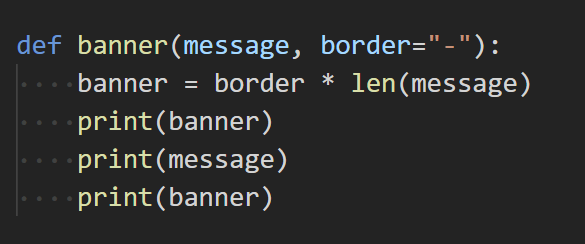 def banner(message, border="-"):
    banner = border * len(message)
    print(banner)
    print(message)
    print(banner)